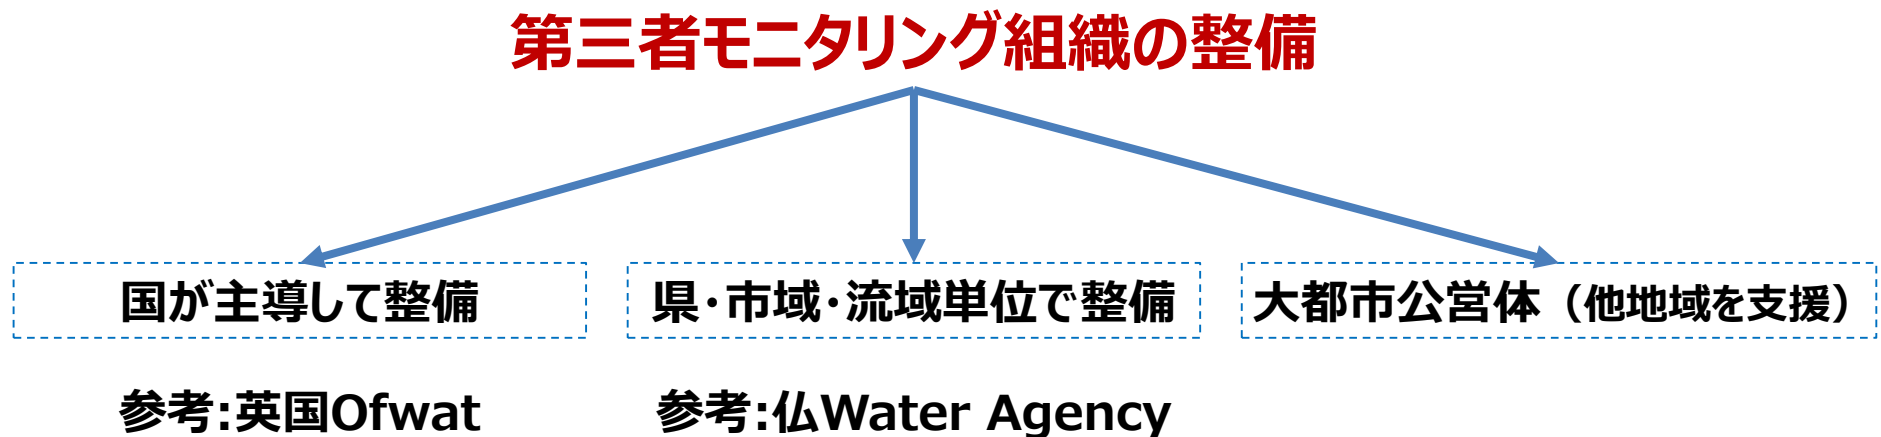 第三者モニタリング組織の整備
国が主導して整備
県・市域・流域単位で整備
大都市公営体（他地域を支援）
参考:英国Ofwat
参考:仏Water Agency